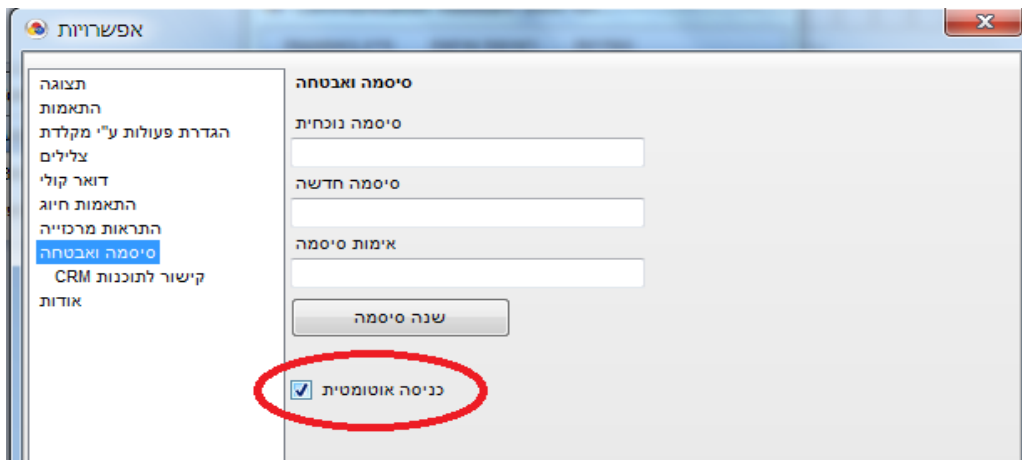 אפשרויות
תצוגה
התאמות
הגדרת פעולות ע"י מקלדת
צלילים
דואר קולי
התאמות חיוג
התראות מרכזייה
סיסמה ואבטחה
קישור לתוכנות CRM
אודות
סיסמה ואבטחה
סיסמה נוכחית
סיסמה חדשה
אימות סיסמה
שנה סיסמה
כניסה אוטומטית